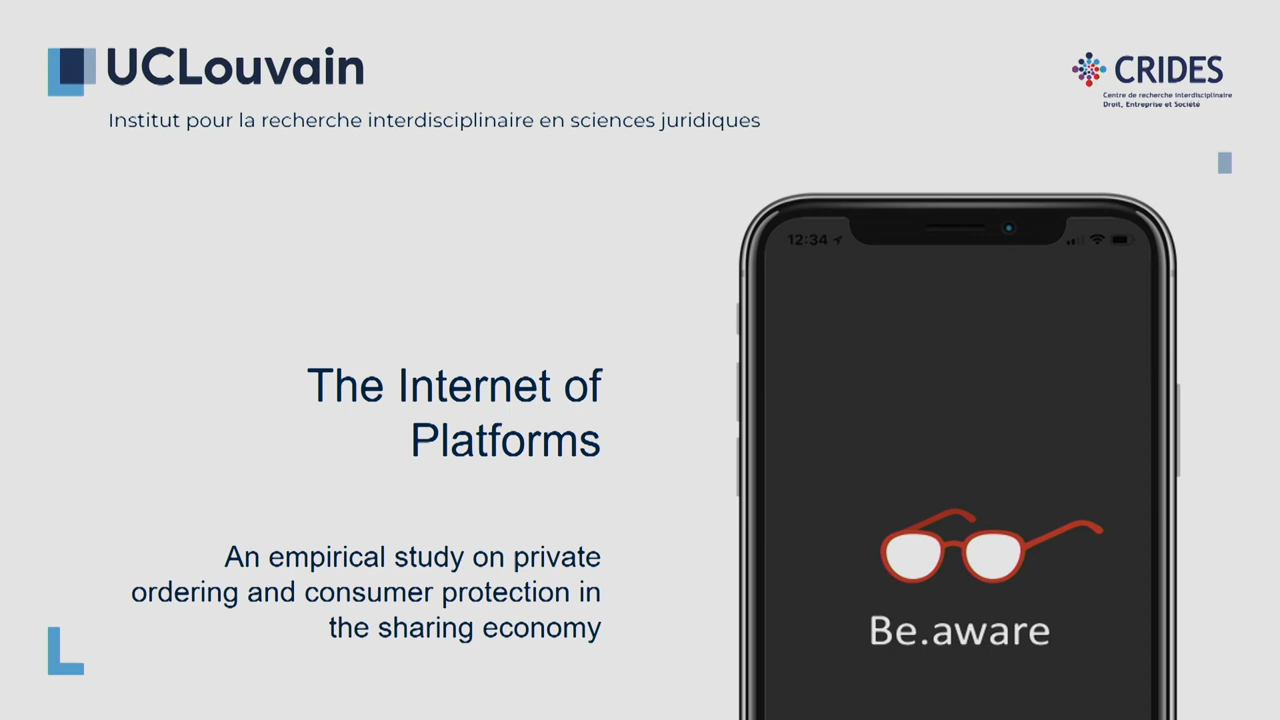 UCLouvain
Institut pour la recherche interdisciplinaire en sciences juridiques
CRIDES
Centre de recherche interdisciplinaire
Droit, Entreprise et Société
12:34
The Internet of
Platforms
An empirical study on private
ordering and consumer protection in
the sharing economy
Be.aware